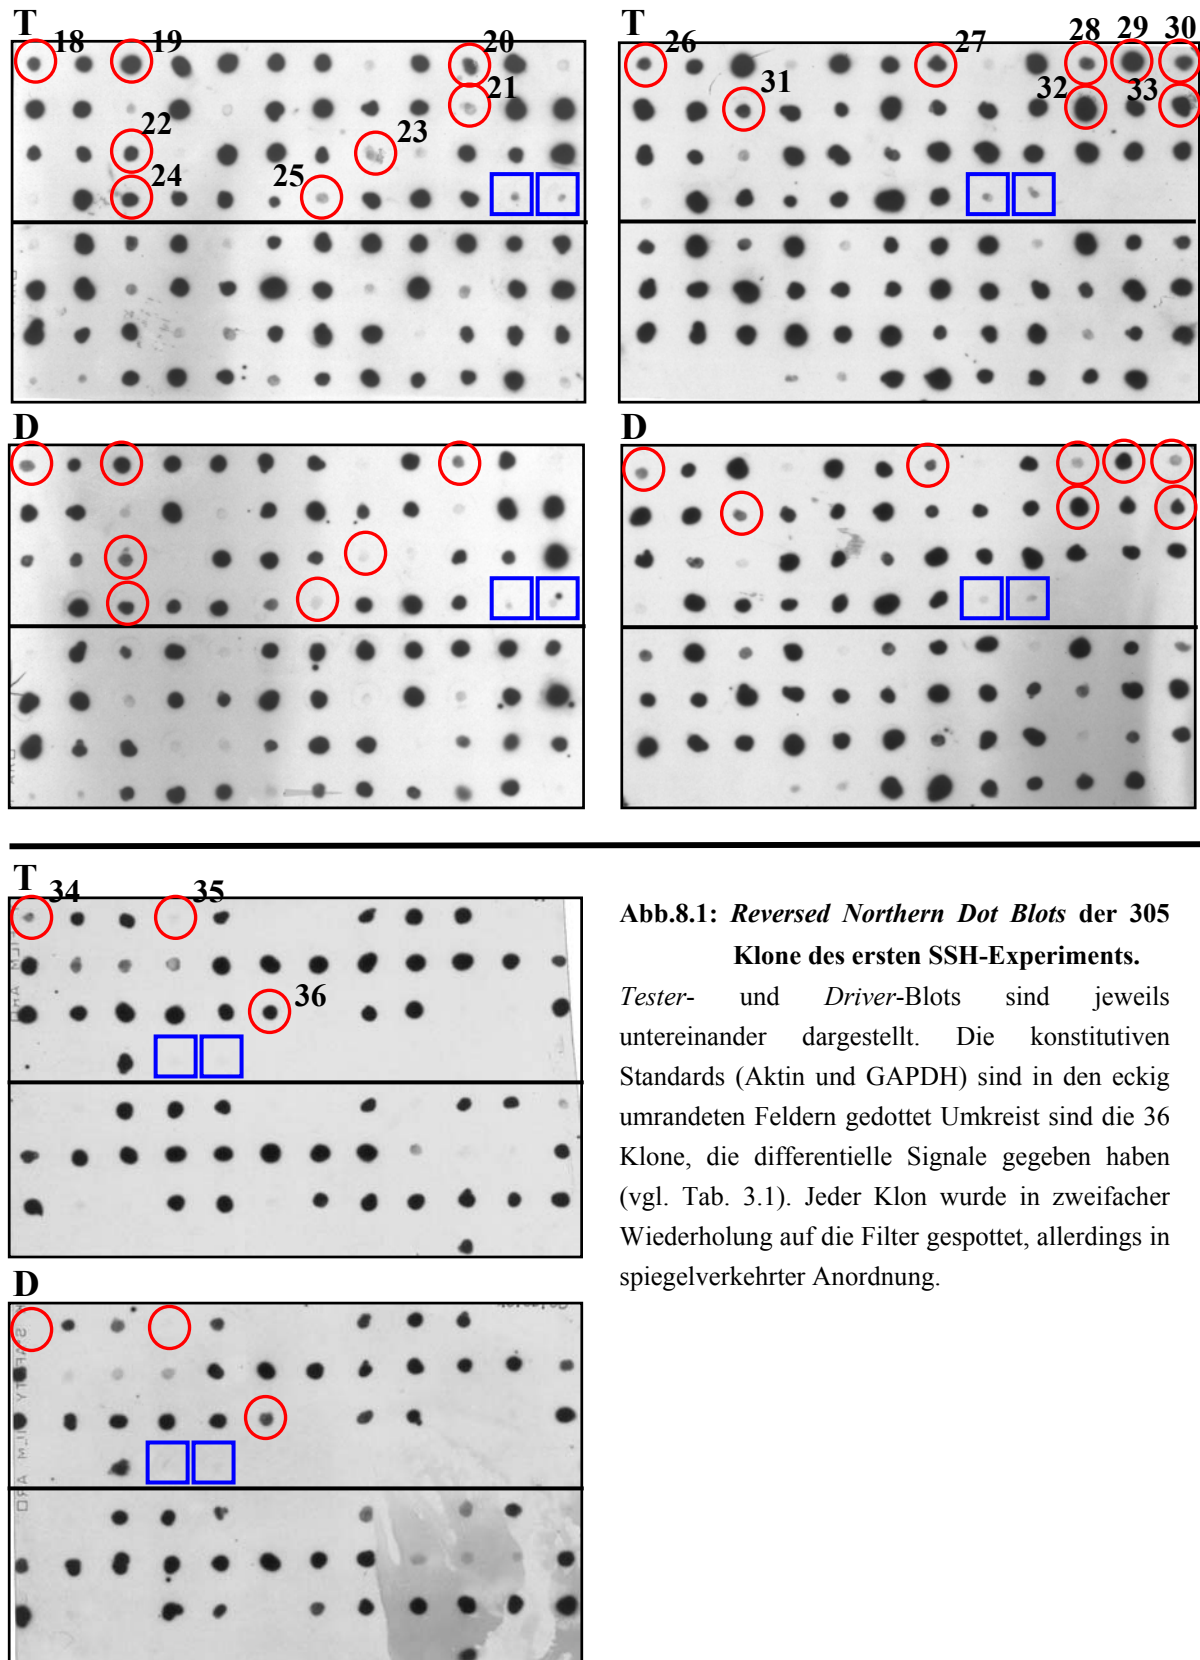 T
18 19 20
21
22 23
24 25
T
26 27 28 29 30
31 32 33
D
D
T
34 35
36
D
Abb.8.1: Reversed Northern Dot Blots der 305
Klone des ersten SSH-Experiments.
Tester- und Driver-Blots sind jeweils
untereinander dargestellt. Die konstitutiven
Standards (Aktin und GAPDH) sind in den eckig
umrandeten Feldern gedottet Umkreist sind die 36
Klone, die differentielle Signale gegeben haben
(vgl. Tab. 3.1). Jeder Klon wurde in zweifacher
Wiederholung auf die Filter gespottet, allerdings in
spiegelverkehrter Anordnung.